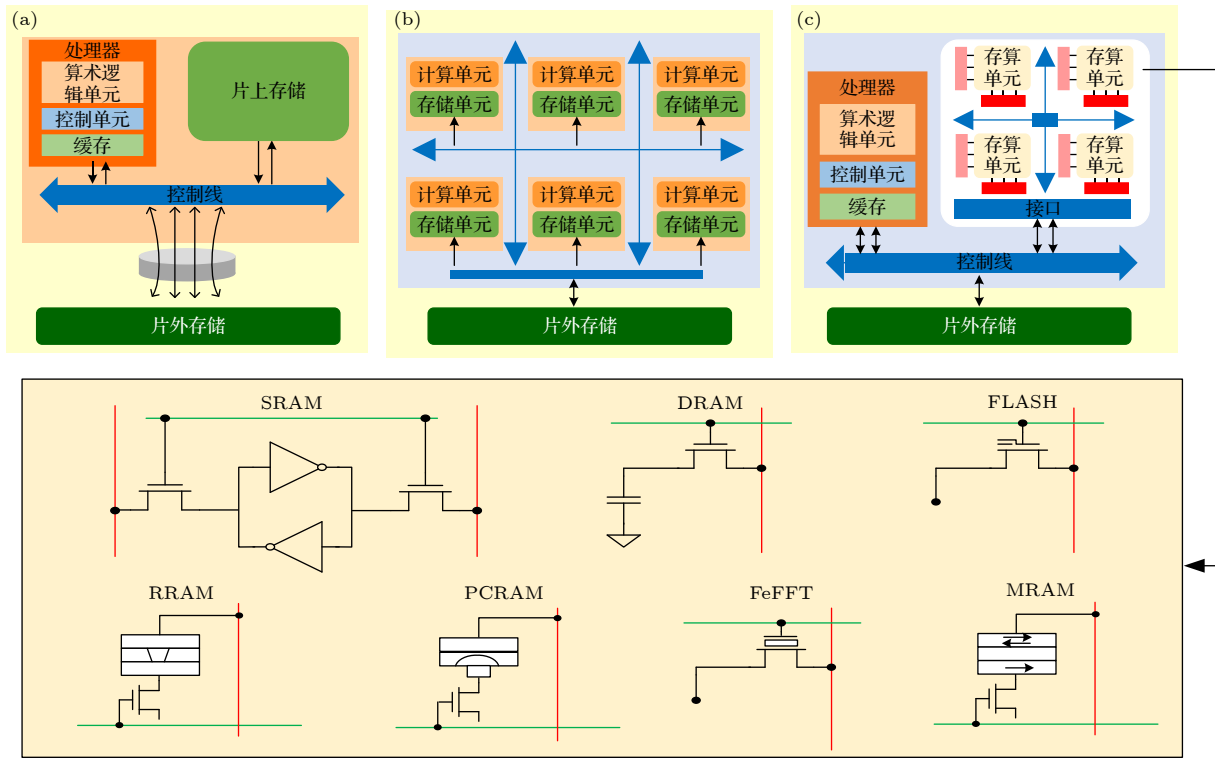 (a)
处理器
算术逻
辑单元
控制单元
缓存
片上存储
控制线
片外存储
(b)
计算单元
存储单元
计算单元
存储单元
计算单元
存储单元
计算单元
存储单元
计算单元
存储单元
计算单元
存储单元
片外存储
(c)
处理器
算术逻
辑单元
控制单元
缓存
存算
单元
存算
单元
存算
单元
存算
单元
接口
控制线
片外存储
SRAM
DRAM
FLASH
RRAM
PCRAM
FeFFT
MRAM